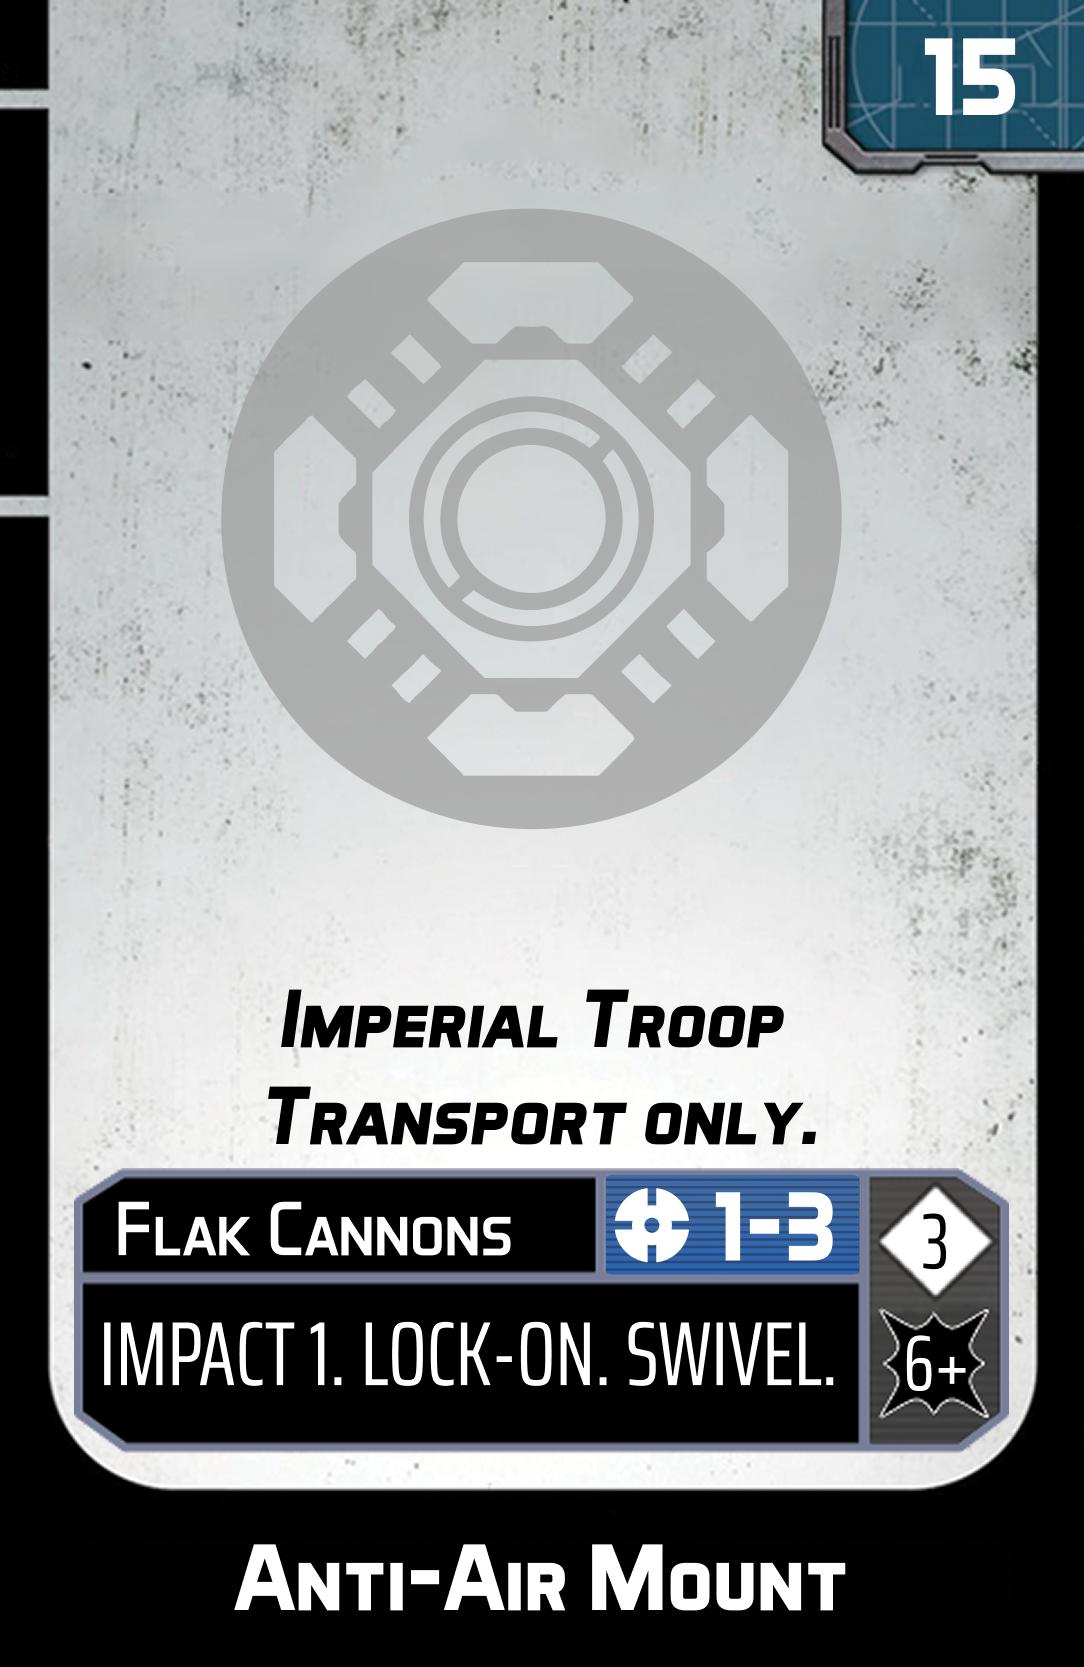 15
Imperial Troop
Transport only.
Flak Cannons
1-3
3
IMPACT 1. LOCK-ON. SWIVEL.
6+
Anti-Air Mount